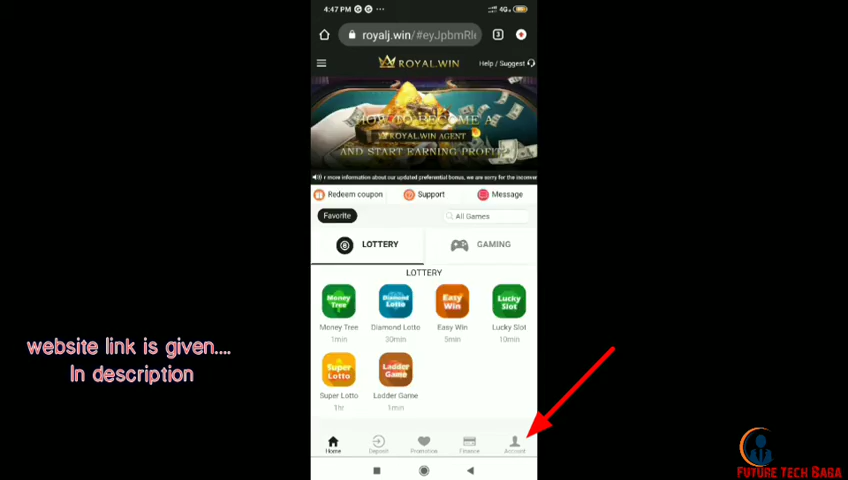 4:47 PM
4G
royalj.win/#eyJpbmRl
3
ROYAL.WIN
Help / Suggest
HOW TO BECOME A
ROYAL.WIN AGENT
AND START EARNING PROFIT?
r more information about our updated preferential bonus, we are sorry for the inconven
Redeem coupon
Support
Message
Favorite
All Games
LOTTERY
GAMING
LOTTERY
Money Tree
Diamond Lotto
Easy Win
Lucky Slot
Money Tree
Diamond Lotto
Easy Win
Lucky Slot
1min
30min
5min
10min
Super Lotto
Ladder Game
Super Lotto
Ladder Game
1hr
1min
Home
Deposit
Promotion
Finance
Account
website link is given....
In description
Future Tech Baba